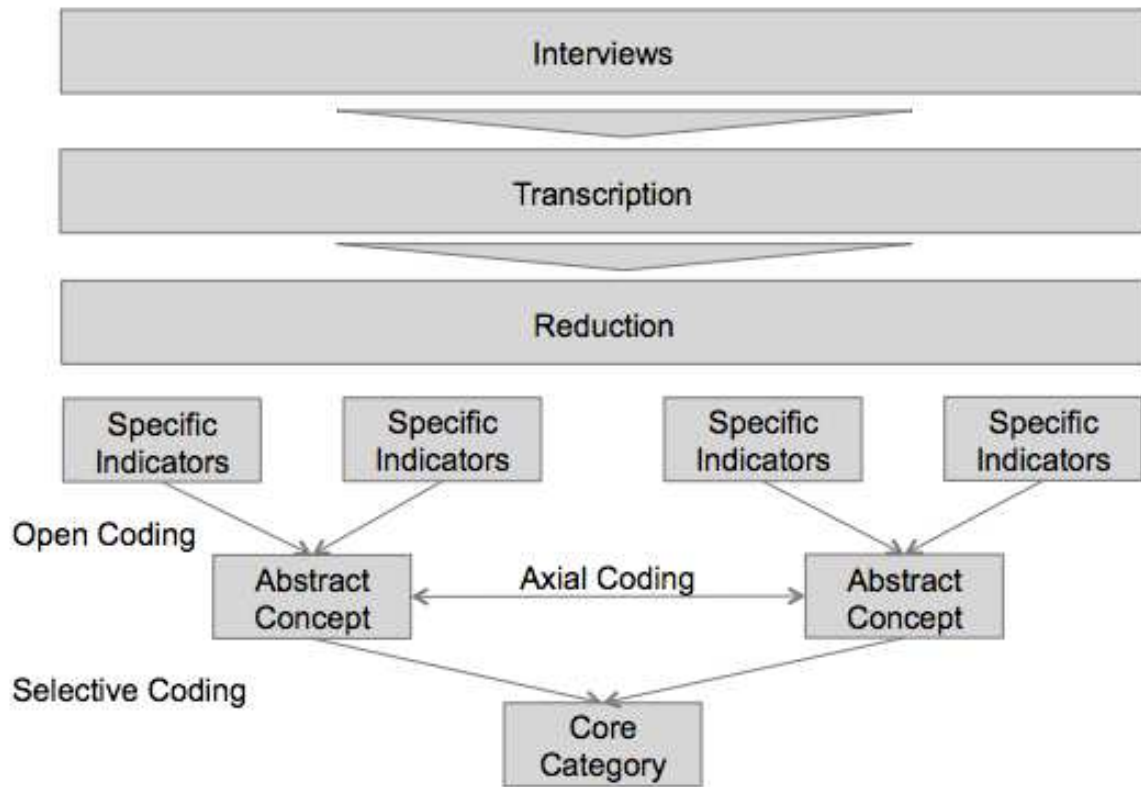 Interviews
Transcription
Reduction
Specific
Indicators
Specific
Indicators
Specific
Indicators
Specific
Indicators
Open Coding
Abstract
Concept
Axial Coding
Abstract
Concept
Selective Coding
Core
Category